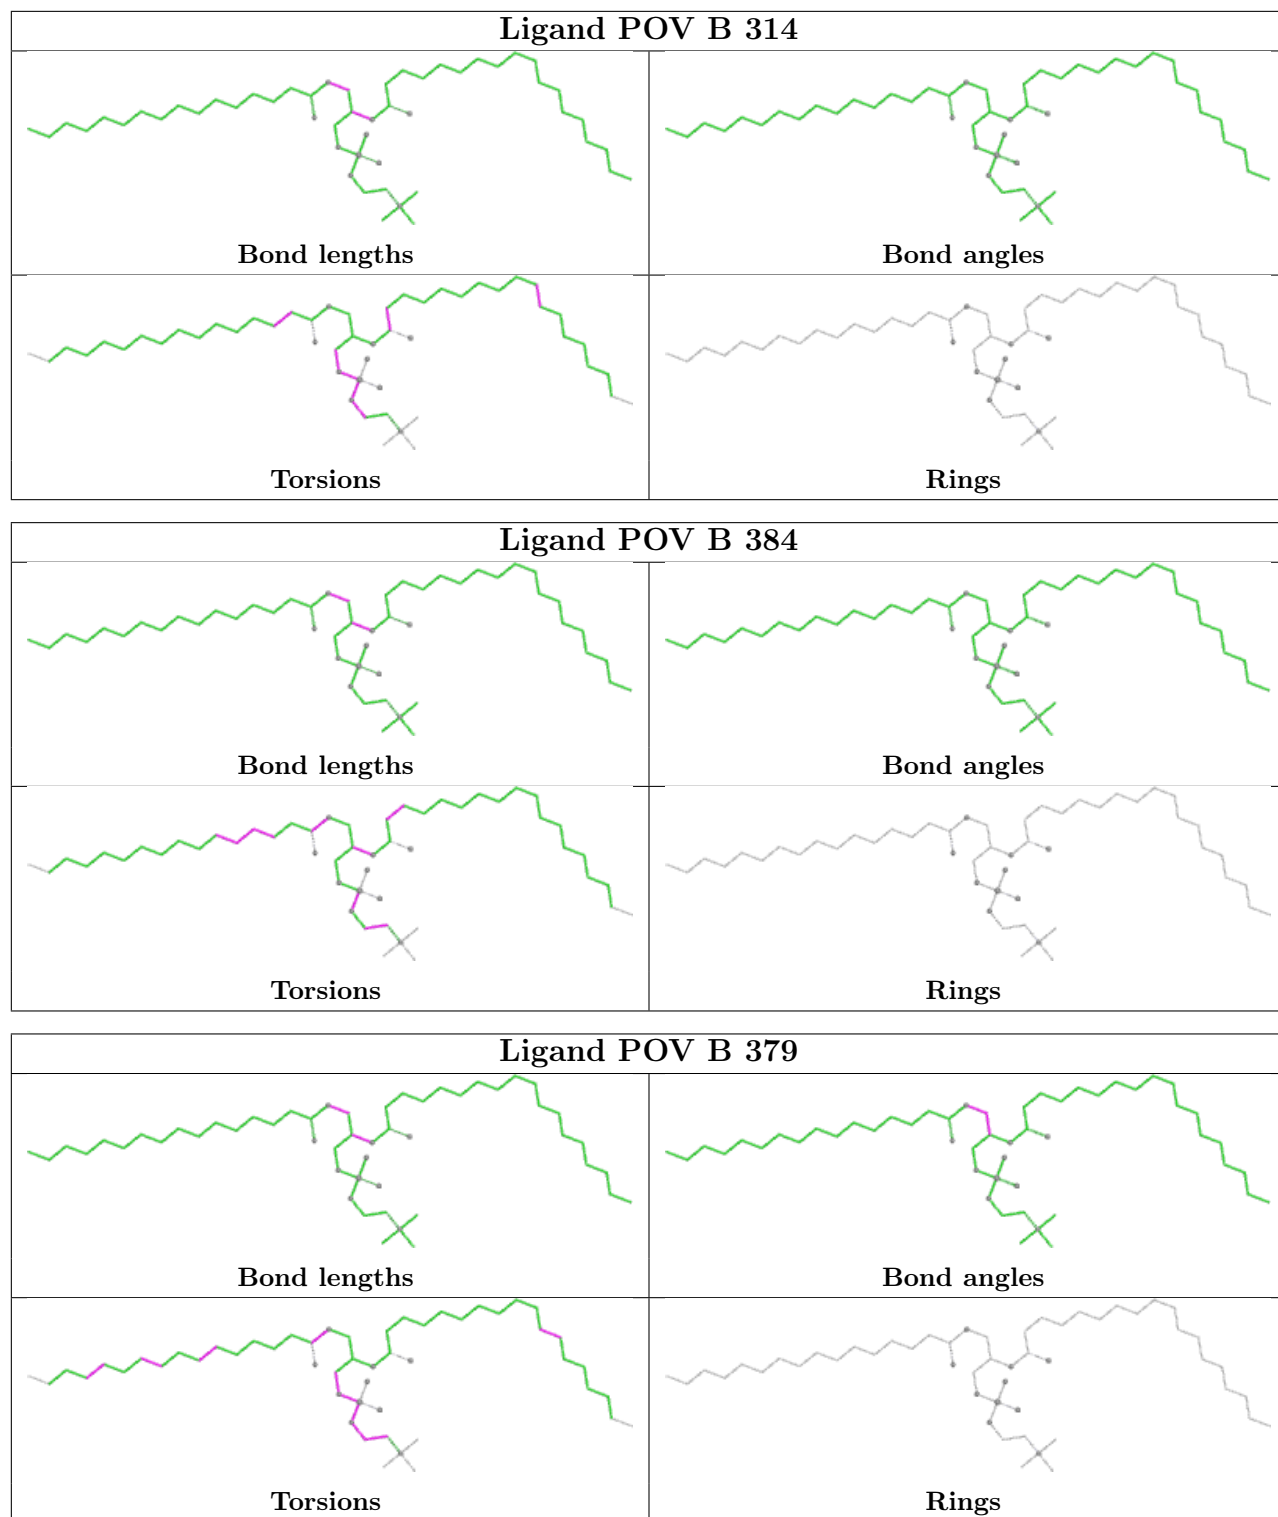 Ligand POV B 314
Bond lengths
Bond angles
Torsions
Rings
Ligand POV B 384
Bond lengths
Bond angles
Torsions
Rings
Ligand POV B 379
Bond lengths
Bond angles
Torsions
Rings